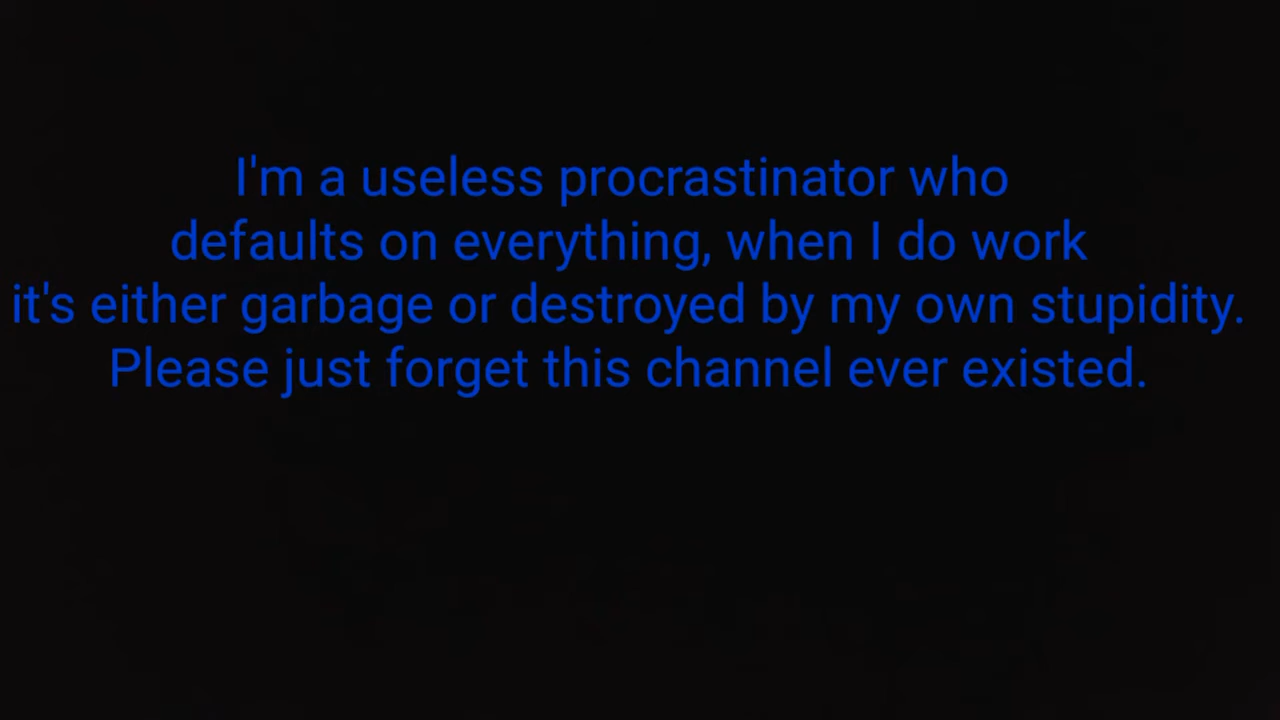 I'm a useless procrastinator who
defaults on everything, when I do work
it's either garbage or destroyed by my own stupidity.
Please just forget this channel ever existed.